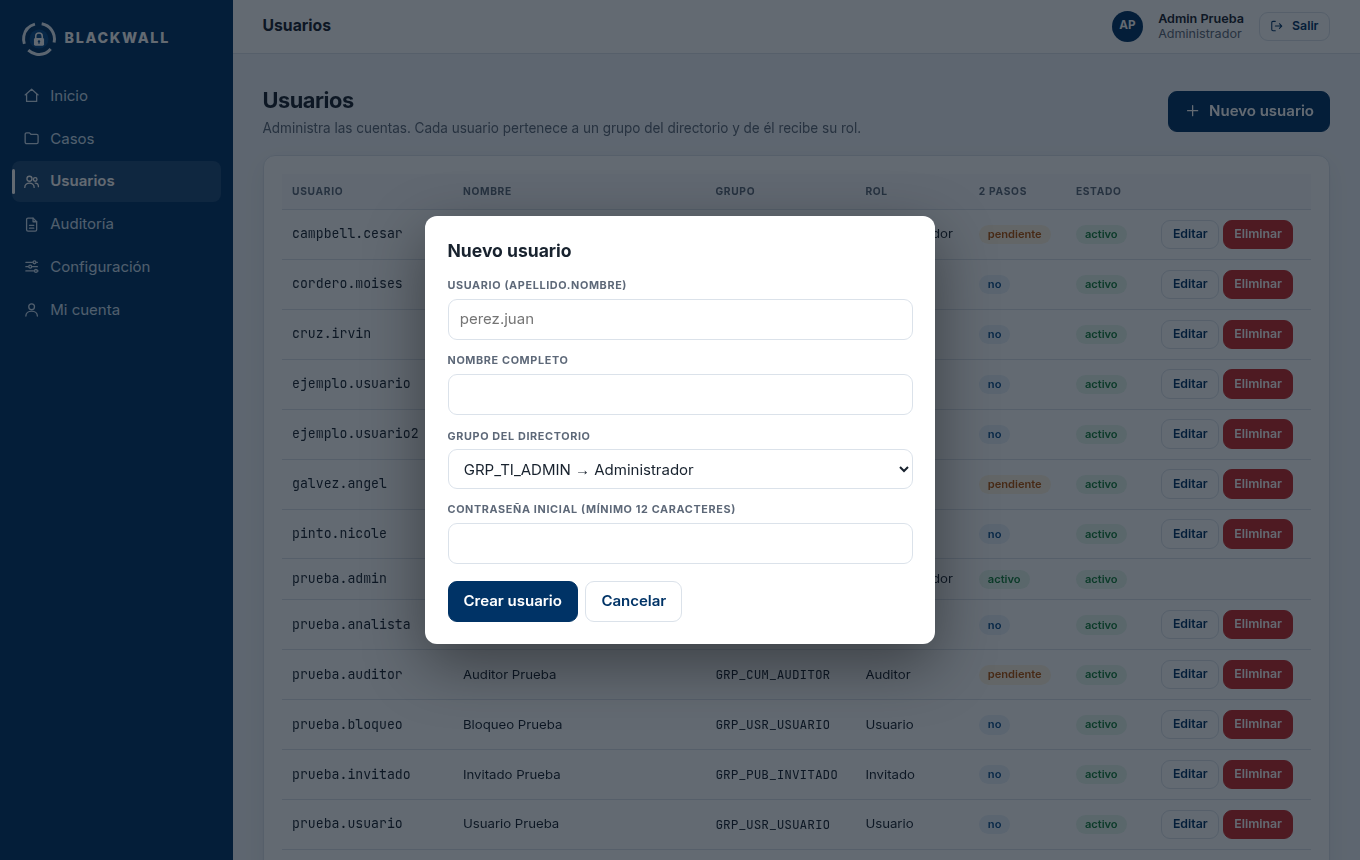 BLACKWALL
Inicio
Casos
Usuarios
Auditoría
Configuración
Mi cuenta
Usuarios
AP
Admin Prueba
Administrador
Salir
Usuarios
Administra las cuentas. Cada usuario pertenece a un grupo del directorio y de él recibe su rol.
+ Nuevo usuario
USUARIO NOMBRE GRUPO ROL 2 PASOS ESTADO
campbell.cesar dor pendiente activo Editar Eliminar
cordero.moises no activo Editar Eliminar
cruz.irvin no activo Editar Eliminar
ejemplo.usuario no activo Editar Eliminar
ejemplo.usuario2 no activo Editar Eliminar
galvez.angel pendiente activo Editar Eliminar
pinto.nicole no activo Editar Eliminar
prueba.admin dor activo activo
prueba.analista no activo Editar Eliminar
prueba.auditor Auditor Prueba GRP_CUM_AUDITOR Auditor pendiente activo Editar Eliminar
prueba.bloqueo Bloqueo Prueba GRP_USR_USUARIO Usuario no activo Editar Eliminar
prueba.invitado Invitado Prueba GRP_PUB_INVITADO Invitado no activo Editar Eliminar
prueba.usuario Usuario Prueba GRP_USR_USUARIO Usuario no activo Editar Eliminar
Nuevo usuario
USUARIO (APELLIDO.NOMBRE)
perez.juan
NOMBRE COMPLETO
GRUPO DEL DIRECTORIO
GRP_TI_ADMIN → Administrador
CONTRASEÑA INICIAL (MÍNIMO 12 CARACTERES)
Crear usuario Cancelar